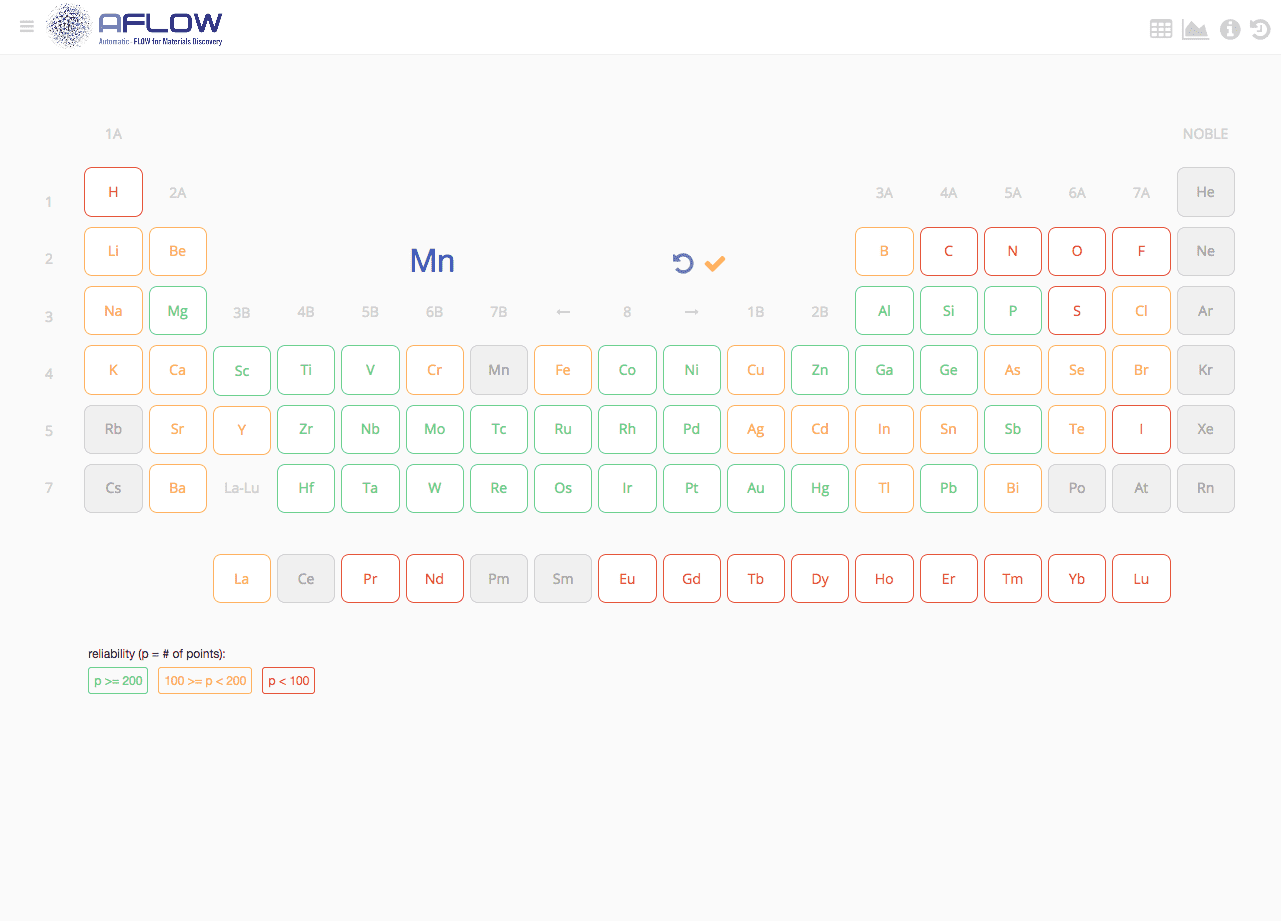 AFLOW
Automatic - FLOW for Materials Discovery
1A NOBLE
1 H 2A 3A 4A 5A 6A 7A He
2 Li Be Mn B C N O F Ne
3 Na Mg 3B 4B 5B 6B 7B ← 8 → 1B 2B Al Si P S Cl Ar
4 K Ca Sc Ti V Cr Mn Fe Co Ni Cu Zn Ga Ge As Se Br Kr
5 Rb Sr Y Zr Nb Mo Tc Ru Rh Pd Ag Cd In Sn Sb Te I Xe
7 Cs Ba La-Lu Hf Ta W Re Os Ir Pt Au Hg Tl Pb Bi Po At Rn
La Ce Pr Nd Pm Sm Eu Gd Tb Dy Ho Er Tm Yb Lu
reliability (p = # of points):
p >= 200 100 >= p < 200 p < 100